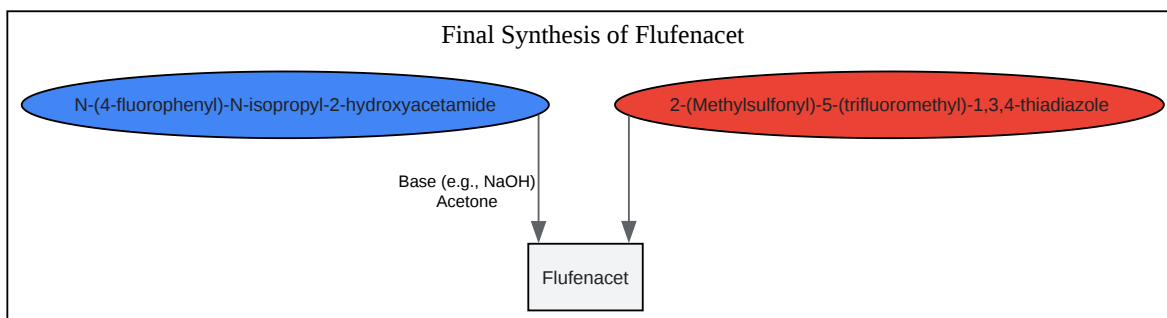 Final Synthesis of Flufenacet
N-(4-fluorophenyl)-N-isopropyl-2-hydroxyacetamide
2-(Methylsulfonyl)-5-(trifluoromethyl)-1,3,4-thiadiazole
Base (e.g., NaOH)
Acetone
Flufenacet